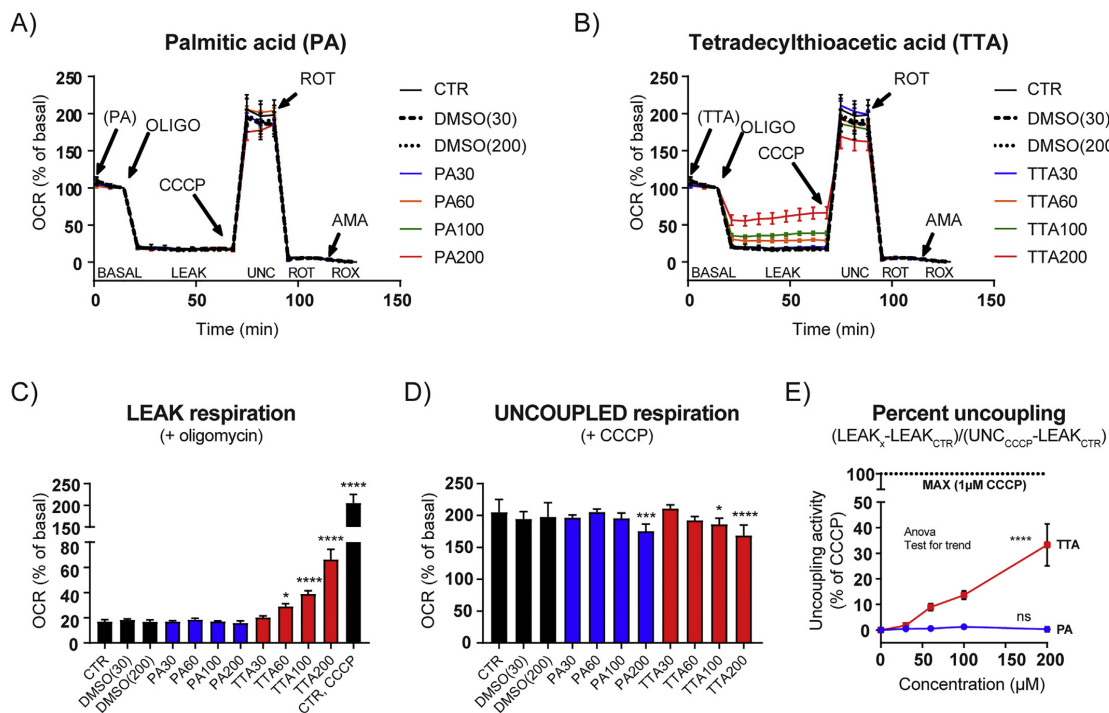 A)
Palmitic acid (PA)
OCR (% of basal)
250
200
150
100
50
0
(PA)
OLIGO
CCCP
ROT
AMA
BASAL LEAK UNC ROT ROX
0 50 100 150
Time (min)
CTR
DMSO(30)
DMSO(200)
PA30
PA60
PA100
PA200
B)
Tetradecylthioacetic acid (TTA)
OCR (% of basal)
250
200
150
100
50
0
(TTA)
OLIGO
CCCP
ROT
AMA
BASAL LEAK UNC ROT ROX
0 50 100 150
Time (min)
CTR
DMSO(30)
DMSO(200
TTA30
TTA60
TTA100
TTA200
C)
LEAK respiration
(+ oligomycin)
OCR (% of basal)
250
200
150
100
50
80
60
40
20
0
*
****
****
****
CTR
DMSO(30)
DMSO(200)
PA30
PA60
PA100
PA200
TTA30
TTA60
TTA100
TTA200
CTR, CCCP
D)
UNCOUPLED respiration
(+ CCCP)
OCR (% of basal)
250
200
150
100
50
0
***
*
****
CTR
DMSO(30)
DMSO(200)
PA30
PA60
PA100
PA200
TTA30
TTA60
TTA100
TTA200
E)
Percent uncoupling
(LEAKx-LEAKCTR)/(UNCCCCP-LEAKCTR)
Uncoupling activity
(% of CCCP)
100
50
40
30
20
10
0
MAX (1µM CCCP)
Anova
Test for trend
****
TTA
ns
PA
0 50 100 150 200
Concentration (µM)